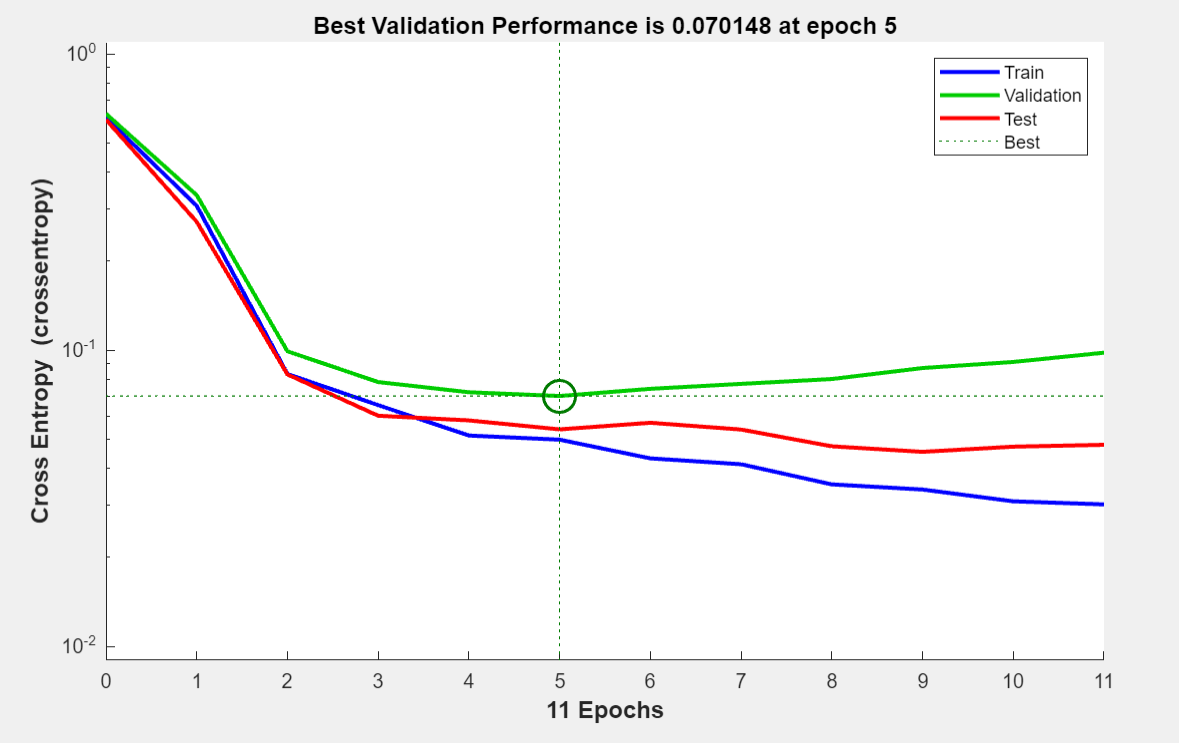 Best Validation Performance is 0.070148 at epoch 5
Cross Entropy (crossentropy)
10^0
10^-1
10^-2
Train
Validation
Test
Best
0 1 2 3 4 5 6 7 8 9 10 11
11 Epochs